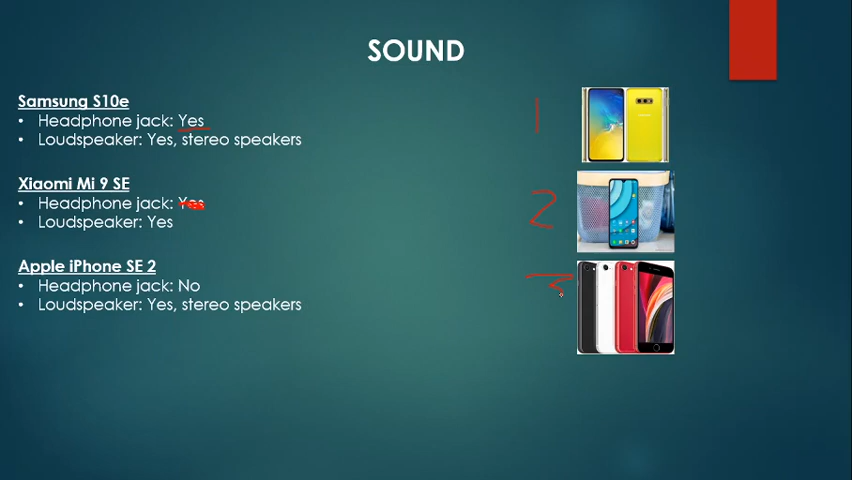 SOUND
Samsung S10e
• Headphone jack: Yes
• Loudspeaker: Yes, stereo speakers
1
Xiaomi Mi 9 SE
• Headphone jack: Yes
• Loudspeaker: Yes
2
Apple iPhone SE 2
• Headphone jack: No
• Loudspeaker: Yes, stereo speakers
3